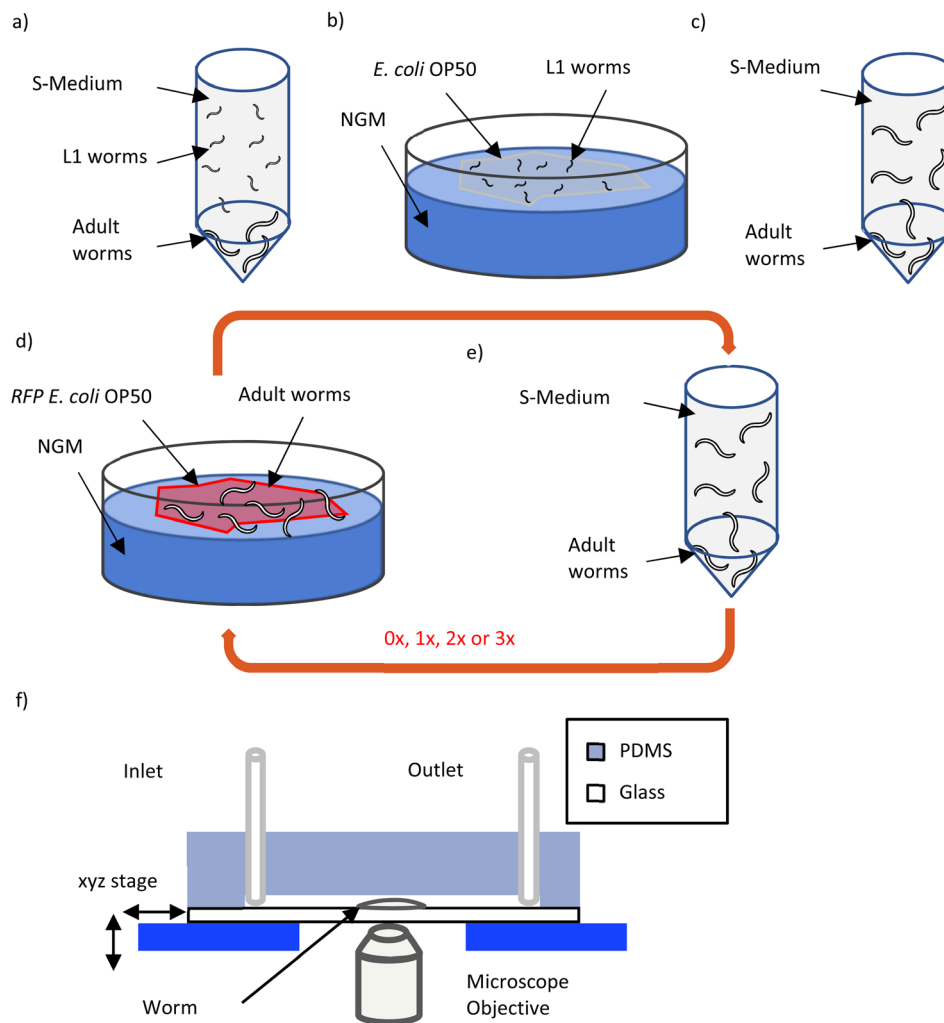 a)
S-Medium
L1 worms
Adult
worms
b)
E. coli OP50
L1 worms
NGM
c)
S-Medium
Adult
worms
d)
RFP E. coli OP50
Adult worms
NGM
e)
S-Medium
Adult
worms
0x, 1x, 2x or 3x
f)
Inlet
Outlet
PDMS
Glass
xyz stage
Worm
Microscope
Objective